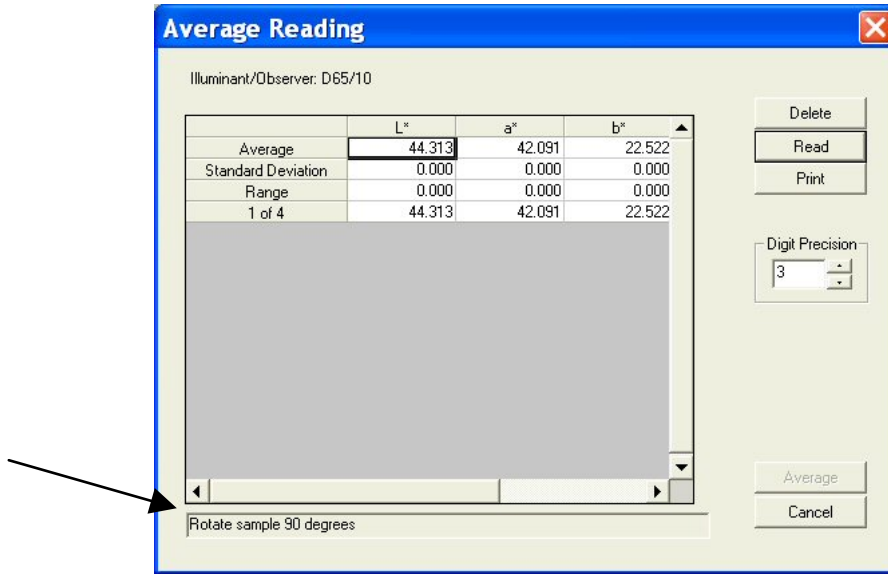 Average Reading
Illuminant/Observer: D65/10
L* a* b*
Average 44.313 42.091 22.522
Standard Deviation 0.000 0.000 0.000
Range 0.000 0.000 0.000
1 of 4 44.313 42.091 22.522
Delete
Read
Print
Digit Precision
3
Average
Cancel
Rotate sample 90 degrees